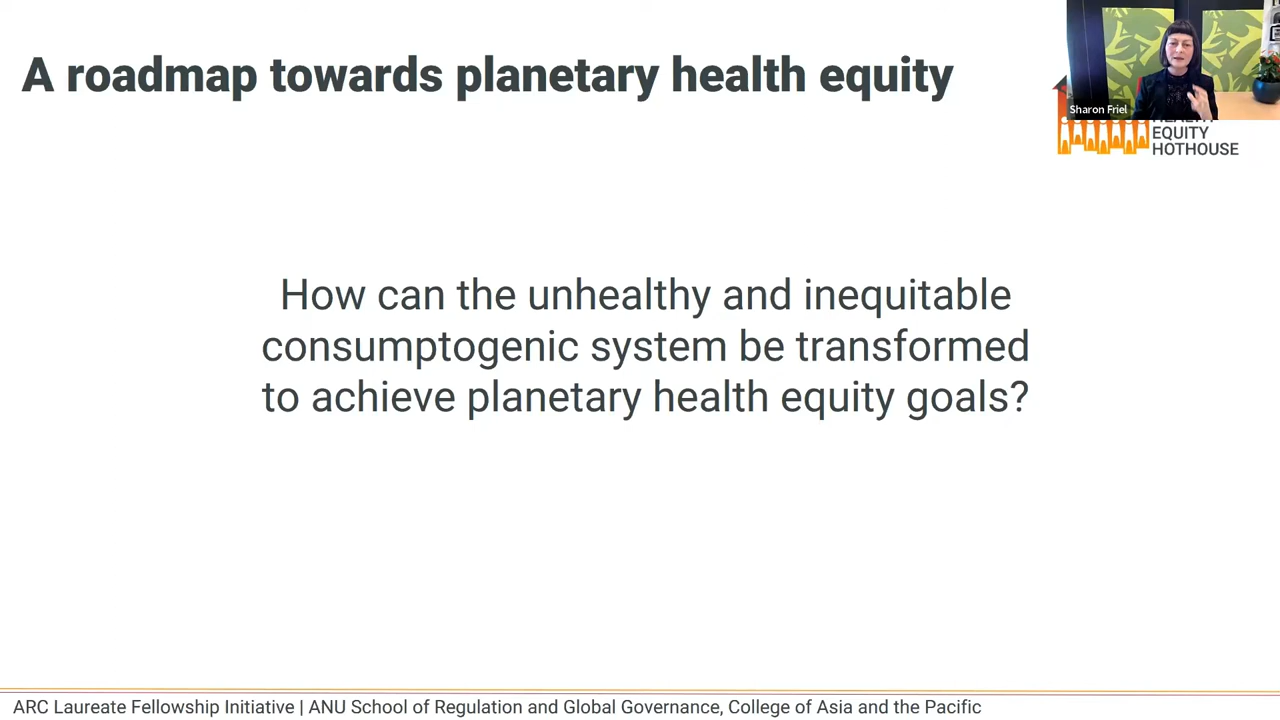 A roadmap towards planetary health equity
Sharon Friel
EQUITY
HOTHOUSE
How can the unhealthy and inequitable
consumptogenic system be transformed
to achieve planetary health equity goals?
ARC Laureate Fellowship Initiative | ANU School of Regulation and Global Governance, College of Asia and the Pacific